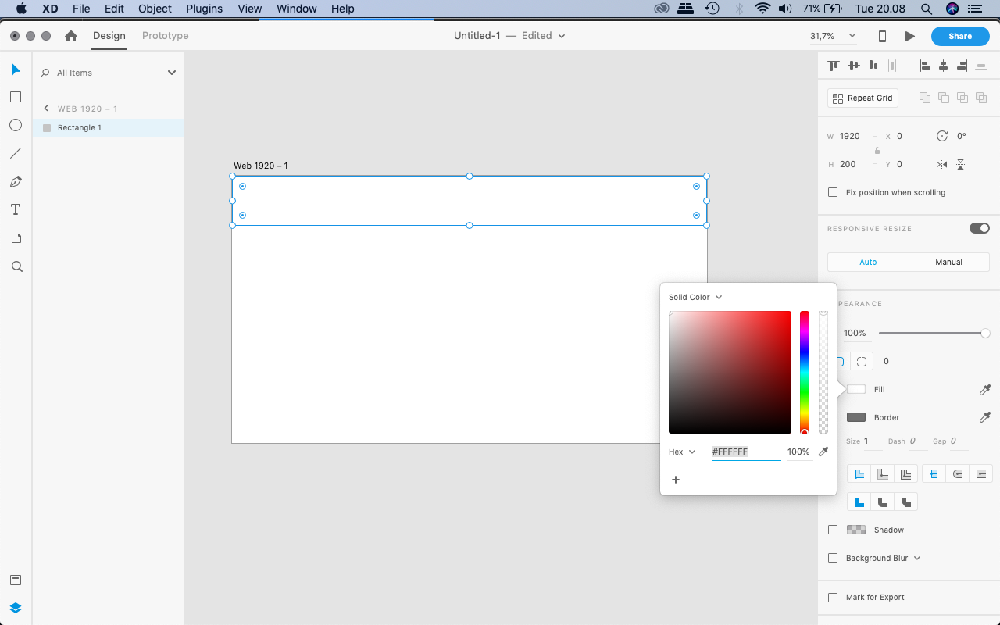 XD File Edit Object Plugins View Window Help 71% Tue 20.08
Design Prototype Untitled-1 — Edited 31,7% Share
All Items
WEB 1920 – 1
Rectangle 1
Web 1920 – 1
Repeat Grid
W 1920 X 0 0°
H 200 Y 0
Fix position when scrolling
RESPONSIVE RESIZE
Auto Manual
Solid Color
PEARANCE
100%
0
Fill
Border
Size 1 Dash 0 Gap 0
Hex #FFFFFF 100%
Shadow
Background Blur
Mark for Export